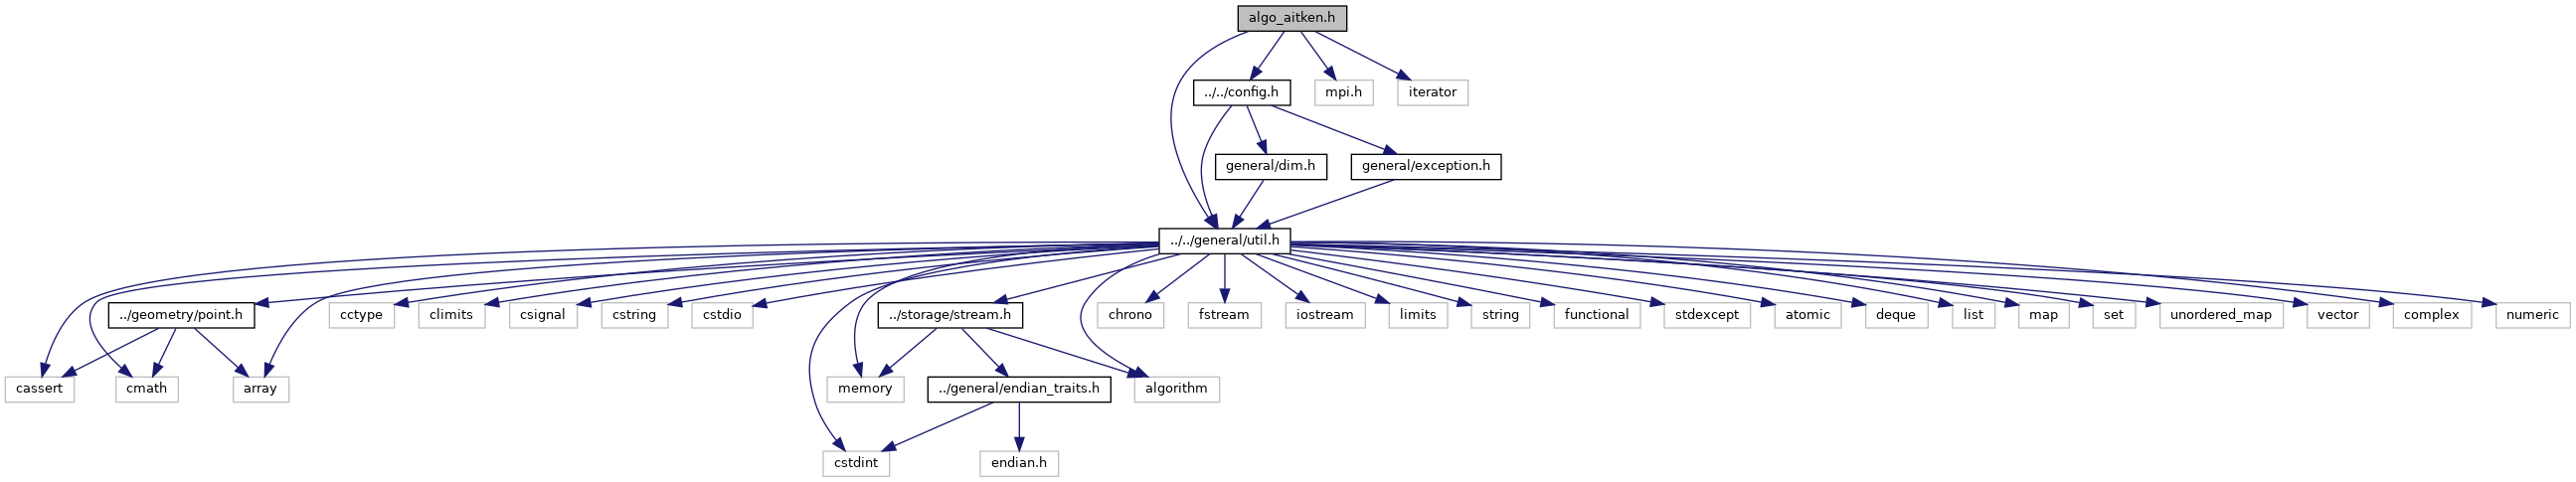 algo_aitken.h
../../config.h
mpi.h
iterator
general/dim.h
general/exception.h
../../general/util.h
../geometry/point.h
cctype
climits
csignal
cstring
cstdio
../storage/stream.h
chrono
fstream
iostream
limits
string
functional
stdexcept
atomic
deque
list
map
set
unordered_map
vector
complex
numeric
cassert
cmath
array
memory
../general/endian_traits.h
algorithm
cstdint
endian.h